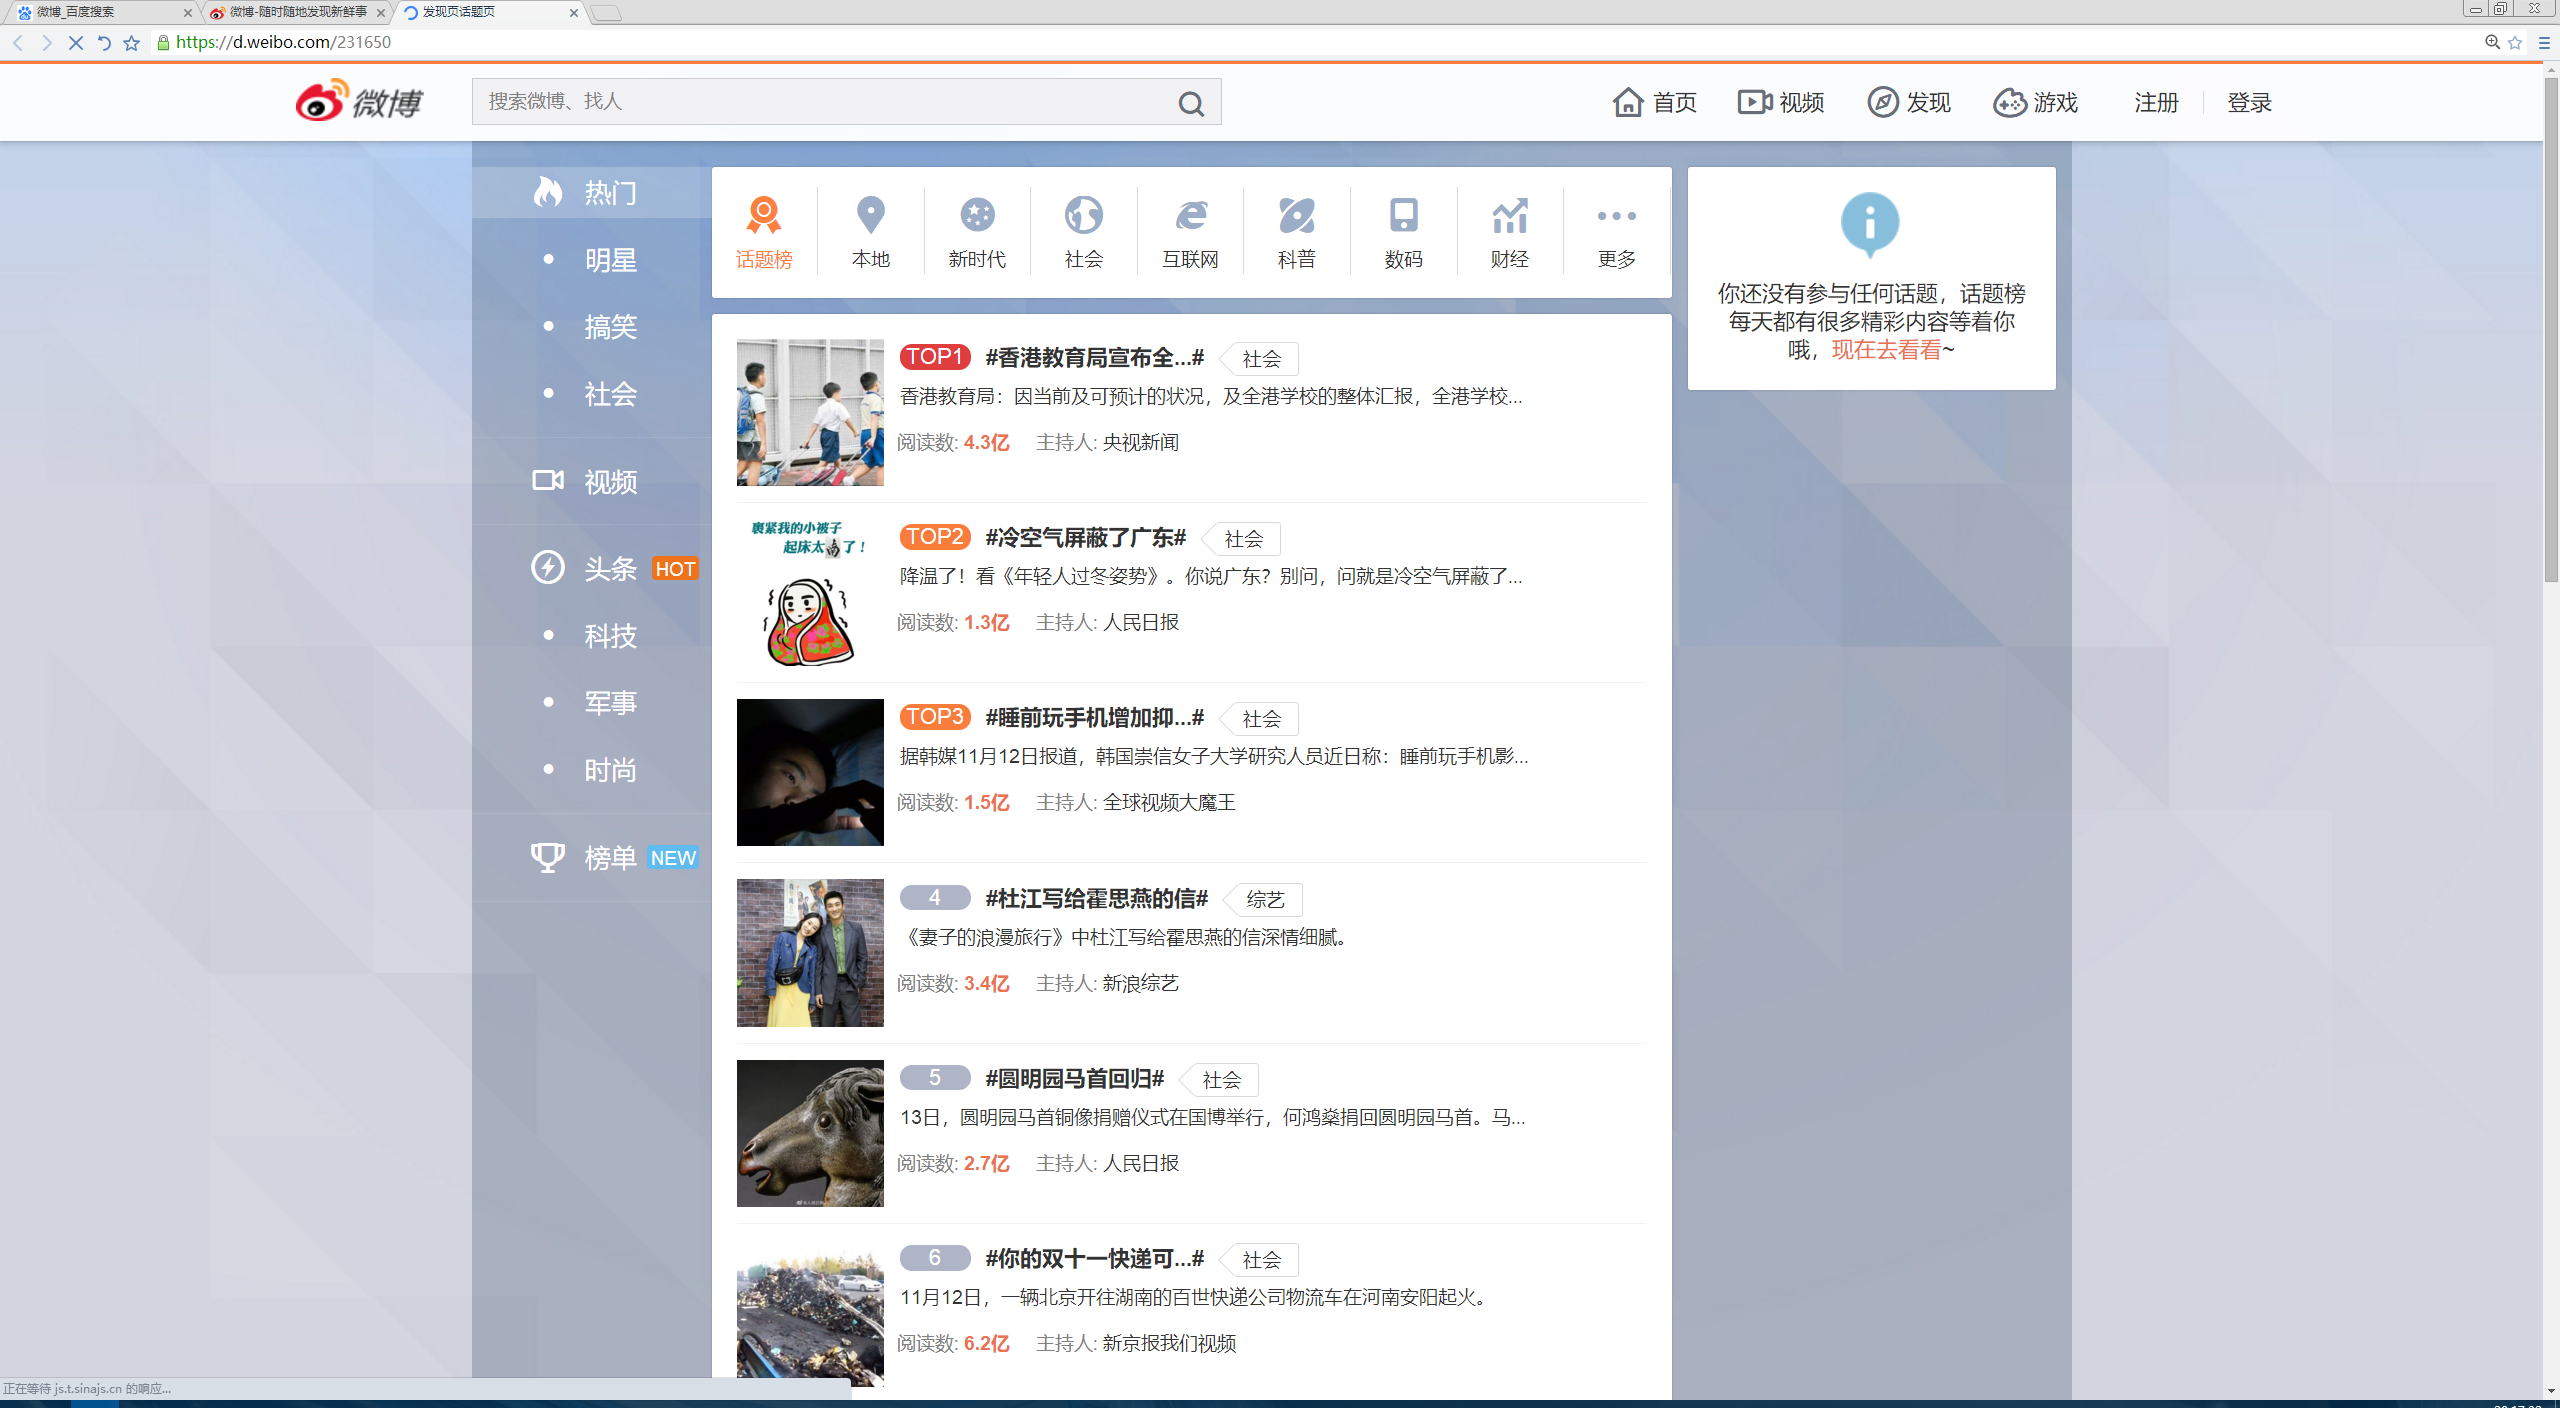 微博_百度搜索
微博-随时随地发现新鲜事
发现页话题页
https://d.weibo.com/231650
微博
搜索微博、找人
首页
视频
发现
游戏
注册
登录
热门
明星
搞笑
社会
视频
头条 HOT
科技
军事
时尚
榜单 NEW
话题榜
本地
新时代
社会
互联网
科普
数码
财经
更多
TOP1 #香港教育局宣布全...# 社会
香港教育局：因当前及可预计的状况，及全港学校的整体汇报，全港学校...
阅读数: 4.3亿 主持人: 央视新闻
裹紧我的小被子
起床太难了！
TOP2 #冷空气屏蔽了广东# 社会
降温了！看《年轻人过冬姿势》。你说广东？别问，问就是冷空气屏蔽了...
阅读数: 1.3亿 主持人: 人民日报
TOP3 #睡前玩手机增加抑...# 社会
据韩媒11月12日报道，韩国崇信女子大学研究人员近日称：睡前玩手机影...
阅读数: 1.5亿 主持人: 全球视频大魔王
4 #杜江写给霍思燕的信# 综艺
《妻子的浪漫旅行》中杜江写给霍思燕的信深情细腻。
阅读数: 3.4亿 主持人: 新浪综艺
5 #圆明园马首回归# 社会
13日，圆明园马首铜像捐赠仪式在国博举行，何鸿燊捐回圆明园马首。马...
阅读数: 2.7亿 主持人: 人民日报
6 #你的双十一快递可...# 社会
11月12日，一辆北京开往湖南的百世快递公司物流车在河南安阳起火。
阅读数: 6.2亿 主持人: 新京报我们视频
你还没有参与任何话题，话题榜
每天都有很多精彩内容等着你
哦，现在去看看~
正在等待 js.t.sinajs.cn 的响应...